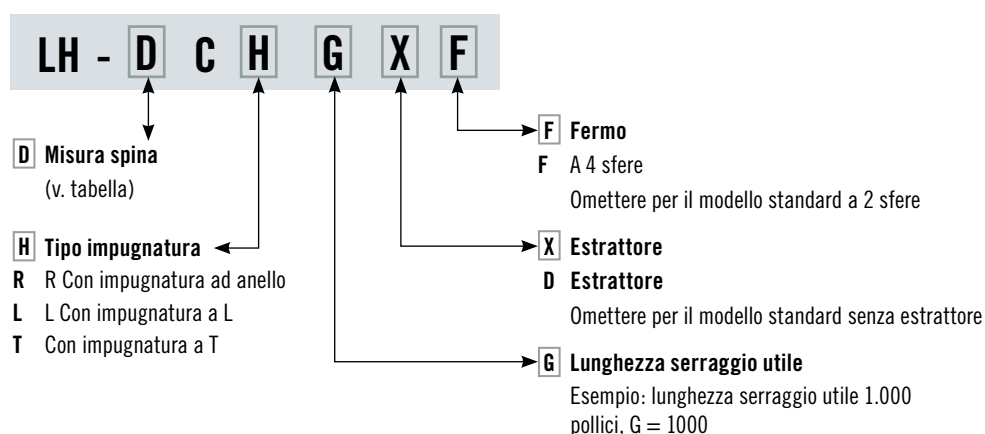 LH - D C H G X F
D Misura spina
(v. tabella)
H Tipo impugnatura
R R Con impugnatura ad anello
L L Con impugnatura a L
T Con impugnatura a T
F Fermo
F A 4 sfere
Omettere per il modello standard a 2 sfere
X Estrattore
D Estrattore
Omettere per il modello standard senza estrattore
G Lunghezza serraggio utile
Esempio: lunghezza serraggio utile 1.000
pollici, G = 1000